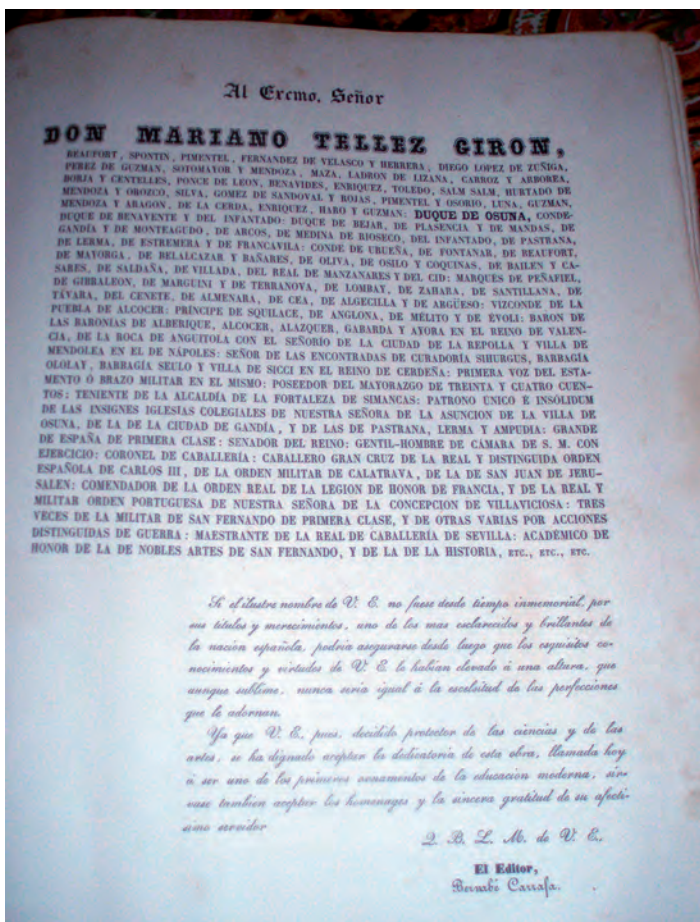 Al Excmo. Señor
DON MARIANO TELLEZ GIRON,
BEAUFORT, SPONTIN, PIMENTEL, FERNANDEZ DE VELASCO Y HERRERA, DIEGO LOPEZ DE ZUÑIGA,
PEREZ DE GUZMAN, SOTOMAYOR Y MENDOZA, MAZA, LADRON DE LIZANA, CARROZ Y ARBOREA,
BORJA Y CENTELLES, PONCE DE LEON, BENAVIDES, ENRIQUEZ, TOLEDO, SALM SALM, HURTADO DE
MENDOZA Y OROZCO, SILVA, GOMEZ DE SANDOVAL Y ROJAS, PIMENTEL Y OSORIO, LUNA, GUZMAN,
MENDOZA Y ARAGON, DE LA CERDA, ENRIQUEZ, HARO Y GUZMAN: DUQUE DE OSUNA, CONDE-
DUQUE DE BENAVENTE Y DEL INFANTADO: DUQUE DE BEJAR, DE PLASENCIA Y DE MANDAS, DE
GANDÍA Y DE MONTEAGUDO, DE ARCOS, DE MEDINA DE RIOSECO, DEL INFANTADO, DE PASTRANA,
DE LERMA, DE ESTREMERA Y DE FRANCAVILA: CONDE DE URUEÑA, DE FONTANAR, DE BEAUFORT,
DE MAYORGA, DE BELALCAZAR Y BAÑARES, DE OLIVA, DE OSILO Y COQUINAS, DE BAILEN Y CA-
SARES, DE SALDAÑA, DE VILLADA, DEL REAL DE MANZANARES Y DEL CID: MARQUES DE PEÑAFIEL,
DE GIBRALEON, DE MARGUINI Y DE TERRANOVA, DE LOMBAY, DE ZAHARA, DE SANTILLANA, DE
TÁVARA, DEL CENETE, DE ALMENARA, DE CEA, DE ALGECILLA Y DE ARGÜESO: VIZCONDE DE LA
PUEBLA DE ALCOCER: PRÍNCIPE DE SQUILACE, DE ANGLONA, DE MÉLITO Y DE ÉVOLI: BARON DE
LAS BARONIAS DE ALBERIQUE, ALCOCER, ALAZQUER, GABARDA Y AYORA EN EL REINO DE VALEN-
CIA, DE LA ROCA DE ANGUITOLA CON EL SEÑORÍO DE LA CIUDAD DE LA REPOLLA Y VILLA DE
MENDOLEA EN EL DE NÁPOLES: SEÑOR DE LAS ENCONTRADAS DE CURADORÍA SIHURGUS, BARBAGÍA
OLOLAY, BARBAGÍA SEULO Y VILLA DE SICCI EN EL REINO DE CERDEÑA: PRIMERA VOZ DEL ESTA-
MENTO Ó BRAZO MILITAR EN EL MISMO: POSEEDOR DEL MAYORAZGO DE TREINTA Y CUATRO CUEN-
TOS: TENIENTE DE LA ALCALDÍA DE LA FORTALEZA DE SIMANCAS: PATRONO ÚNICO É INSÓLIDUM
DE LAS INSIGNES IGLESIAS COLEGIALES DE NUESTRA SEÑORA DE LA ASUNCION DE LA VILLA DE
OSUNA, DE LA DE LA CIUDAD DE GANDÍA, Y DE LAS DE PASTRANA, LERMA Y AMPUDIA: GRANDE
DE ESPAÑA DE PRIMERA CLASE: SENADOR DEL REINO: GENTIL-HOMBRE DE CÁMARA DE S. M. CON
EJERCICIO: CORONEL DE CABALLERÍA: CABALLERO GRAN CRUZ DE LA REAL Y DISTINGUIDA ORDEN
ESPAÑOLA DE CARLOS III, DE LA ORDEN MILITAR DE CALATRAVA, DE LA DE SAN JUAN DE JERU-
SALEN: COMENDADOR DE LA ORDEN REAL DE LA LEGION DE HONOR DE FRANCIA, Y DE LA REAL Y
MILITAR ORDEN PORTUGUESA DE NUESTRA SEÑORA DE LA CONCEPCION DE VILLAVICIOSA: TRES
VECES DE LA MILITAR DE SAN FERNANDO DE PRIMERA CLASE, Y DE OTRAS VARIAS POR ACCIONES
DISTINGUIDAS DE GUERRA: MAESTRANTE DE LA REAL DE CABALLERÍA DE SEVILLA: ACADÉMICO DE
HONOR DE LA DE NOBLES ARTES DE SAN FERNANDO, Y DE LA DE LA HISTORIA, ETC., ETC., ETC.
Si el ilustre nombre de V. E. no fuese desde tiempo inmemorial, por
sus títulos y merecimientos, uno de los mas esclarecidos y brillantes de
la nacion española, podria asegurarse desde luego que los esquisitos co-
nocimientos y virtudes de V. E. le habian elevado á una altura, que
aunque sublime, nunca seria igual á la escelsitud de las perfecciones
que le adornan.
Ya que V. E., pues, decidido protector de las ciencias y de las
artes, se ha dignado aceptar la dedicatoria de esta obra, llamada hoy
á ser uno de los primeros ornamentos de la educacion moderna, sír-
vase tambien aceptar los homenages y la sincera gratitud de su afectí-
simo servidor
Q. B. L. M. de V. E.,
El Editor,
Bernabé Carrafa.